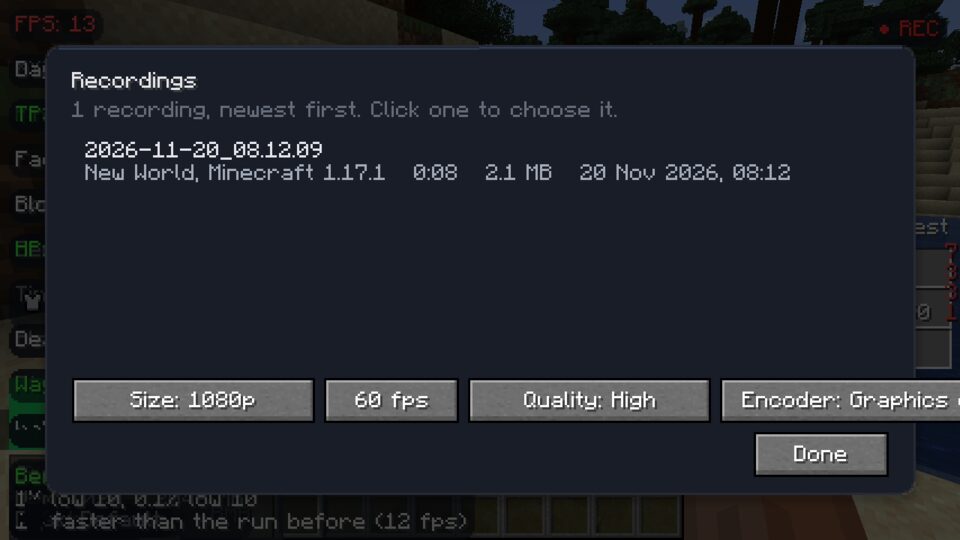 FPS: 13
REC
Recordings
1 recording, newest first. Click one to choose it.
2026-11-20_08.12.09
New World, Minecraft 1.17.1 0:08 2.1 MB 20 Nov 2026, 08:12
Size: 1080p
60 fps
Quality: High
Encoder: Graphics
Done
faster than the run before (12 fps)